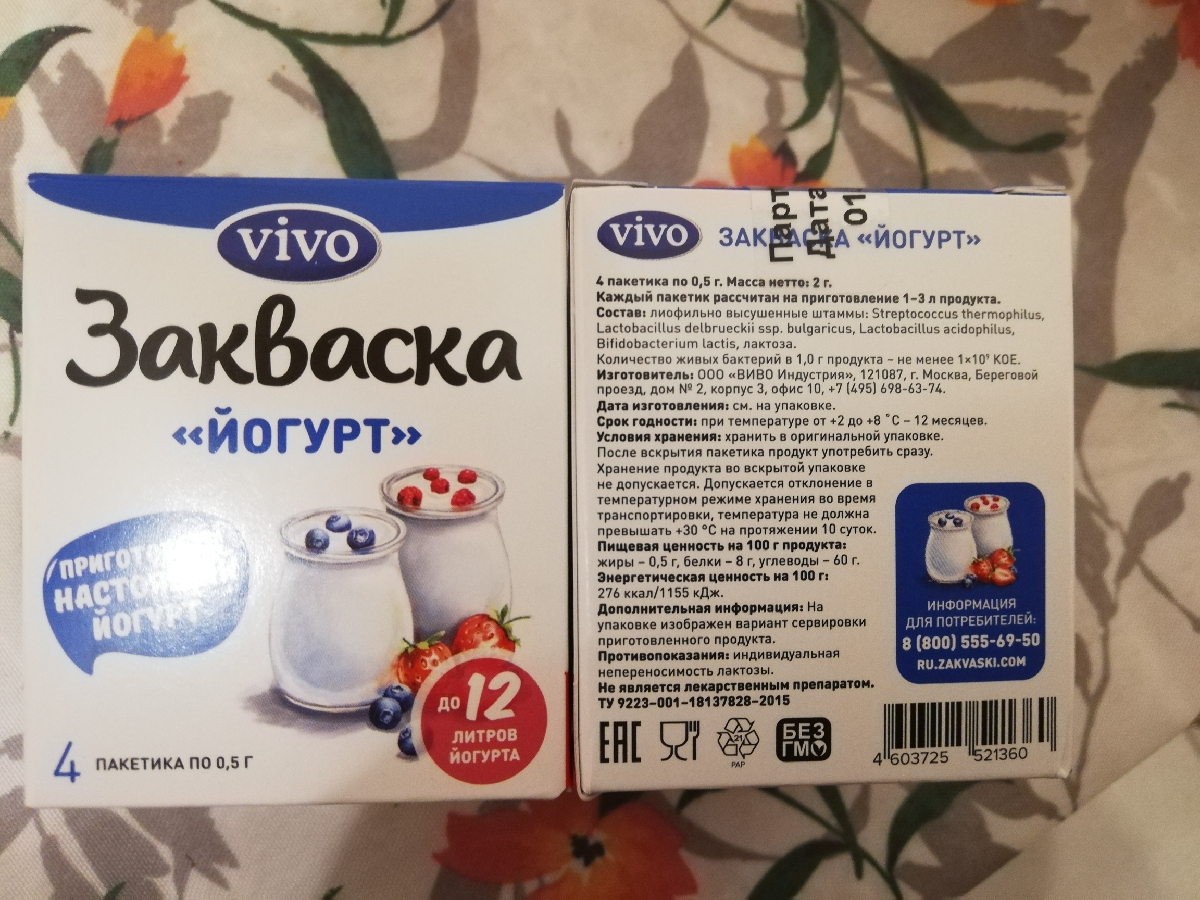 vivo
Закваска
«ЙОГУРТ»
НАСТО
ЙОГУРТ
ДО 12
ЛИТРОВ
ЙОГУРТА
4 ПАКЕТИКА ПО 0,5 Г
vivo ЗАКВАСКА «ЙОГУРТ»
Парт
Дата
01
4 пакетика по 0,5 г. Масса нетто: 2 г.
Каждый пакетик рассчитан на приготовление 1–3 л продукта.
Состав: лиофильно высушенные штаммы: Streptococcus thermophilus,
Lactobacillus delbrueckii ssp. bulgaricus, Lactobacillus acidophilus,
Bifidobacterium lactis, лактоза.
Количество живых бактерий в 1,0 г продукта – не менее 1×10⁹ КОЕ.
Изготовитель: ООО «ВИВО Индустрия», 121087, г. Москва, Береговой
проезд, дом № 2, корпус 3, офис 10, +7 (495) 698-63-74.
Дата изготовления: см. на упаковке.
Срок годности: при температуре от +2 до +8 °С – 12 месяцев.
Условия хранения: хранить в оригинальной упаковке.
После вскрытия пакетика продукт употребить сразу.
Хранение продукта во вскрытой упаковке
не допускается. Допускается отклонение в
температурном режиме хранения во время
транспортировки, температура не должна
превышать +30 °С на протяжении 10 суток.
Пищевая ценность на 100 г продукта:
жиры – 0,5 г, белки – 8 г, углеводы – 60 г.
Энергетическая ценность на 100 г:
276 ккал/1155 кДж.
Дополнительная информация: На
упаковке изображен вариант сервировки
приготовленного продукта.
Противопоказания: индивидуальная
непереносимость лактозы.
Не является лекарственным препаратом.
ТУ 9223-001-18137828-2015
ИНФОРМАЦИЯ
ДЛЯ ПОТРЕБИТЕЛЕЙ:
8 (800) 555-69-50
RU.ZAKVASKI.COM
ЕАС
21
PAP
БЕЗ
ГМО
4 603725 521360